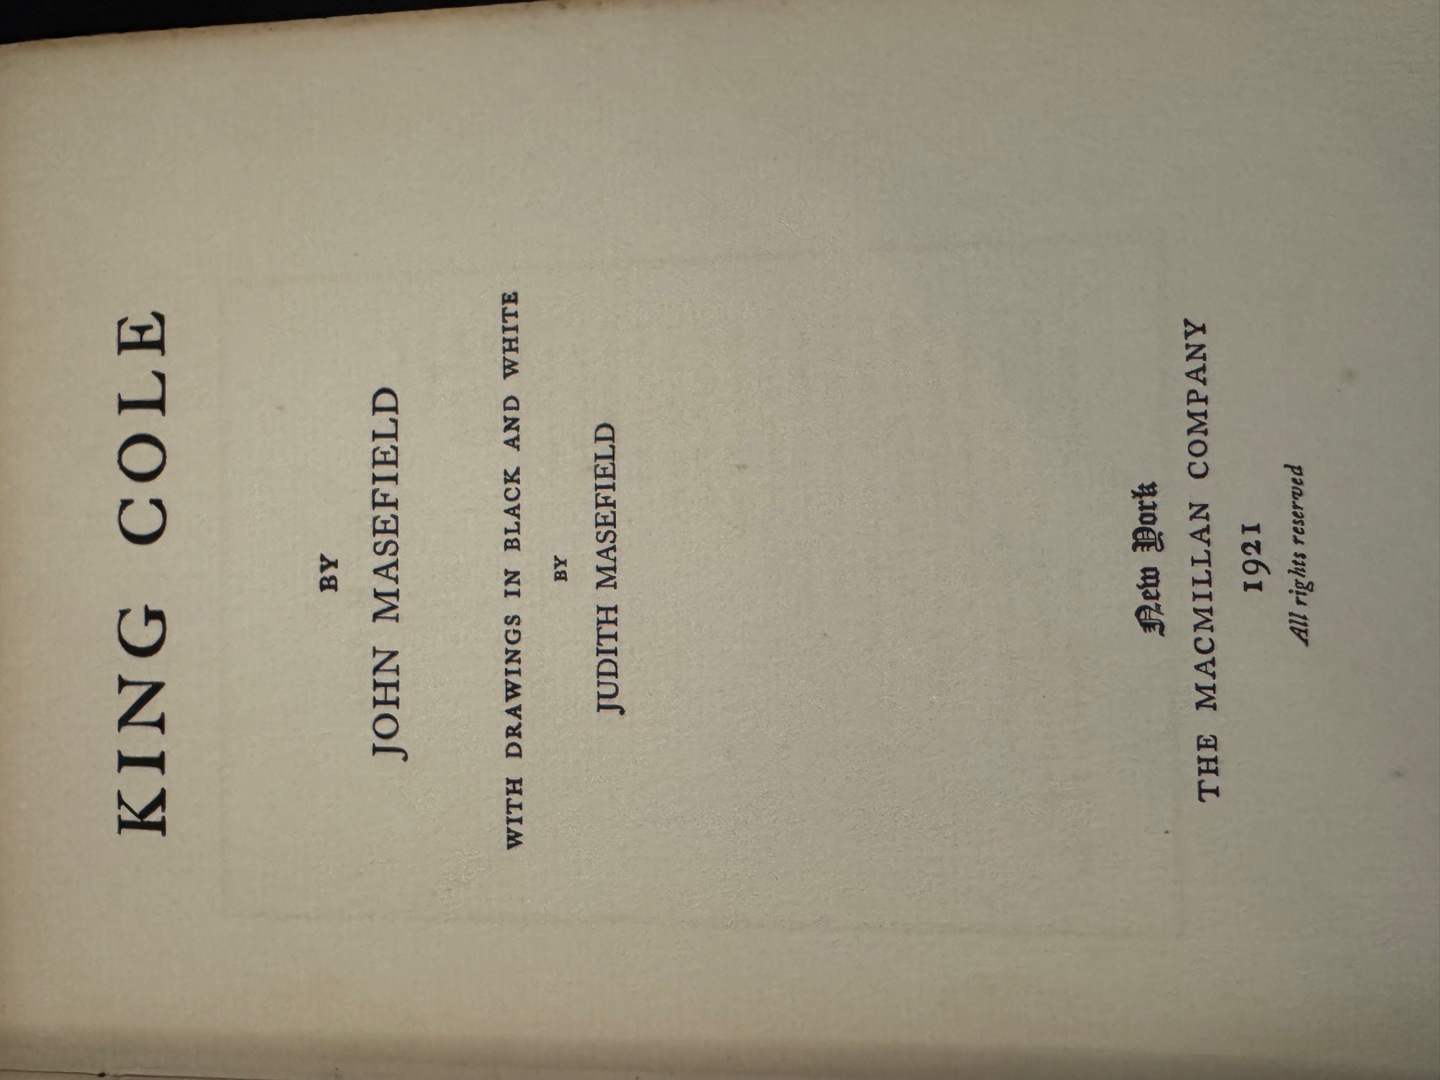 KING COLE
BY
JOHN MASEFIELD
WITH DRAWINGS IN BLACK AND WHITE
BY
JUDITH MASEFIELD
New York
THE MACMILLAN COMPANY
1921
All rights reserved